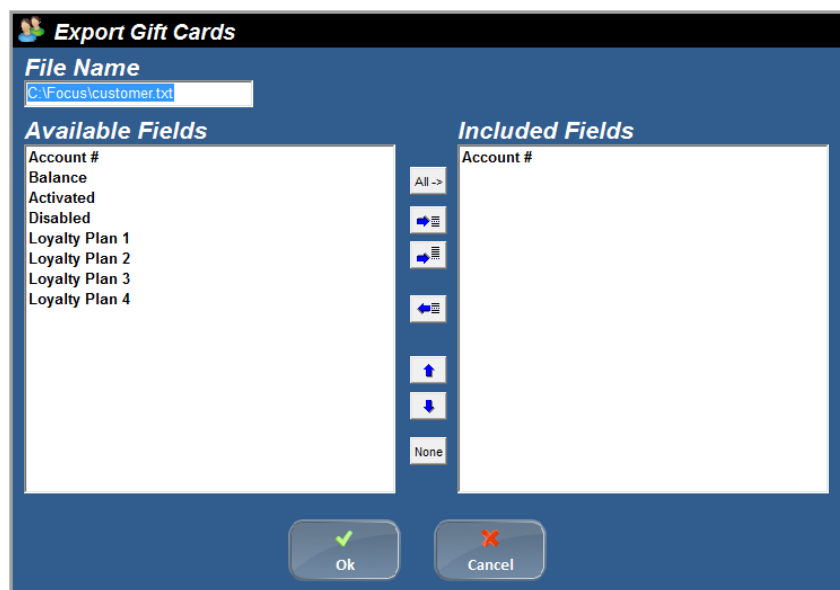 Export Gift Cards
File Name
C:\Focus\customer.txt
Available Fields
Account #
Balance
Activated
Disabled
Loyalty Plan 1
Loyalty Plan 2
Loyalty Plan 3
Loyalty Plan 4
All ->
None
Included Fields
Account #
Ok
Cancel